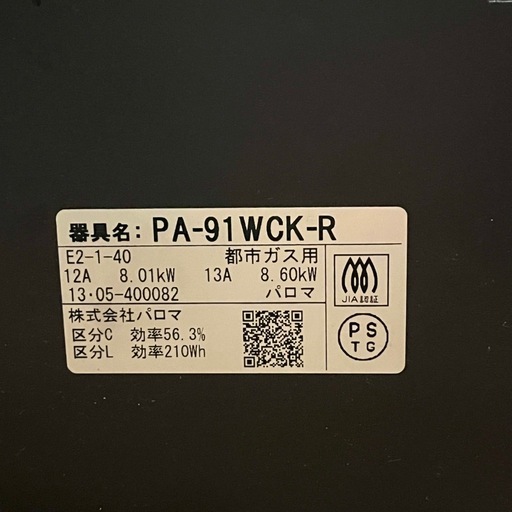 器具名: PA-91WCK-R
E2-1-40 都市ガス用
12A 8.01kW 13A 8.60kW
13・05-400082 パロマ
株式会社パロマ
区分C 効率56.3%
区分L 効率210Wh
JIA認証
PS
TG